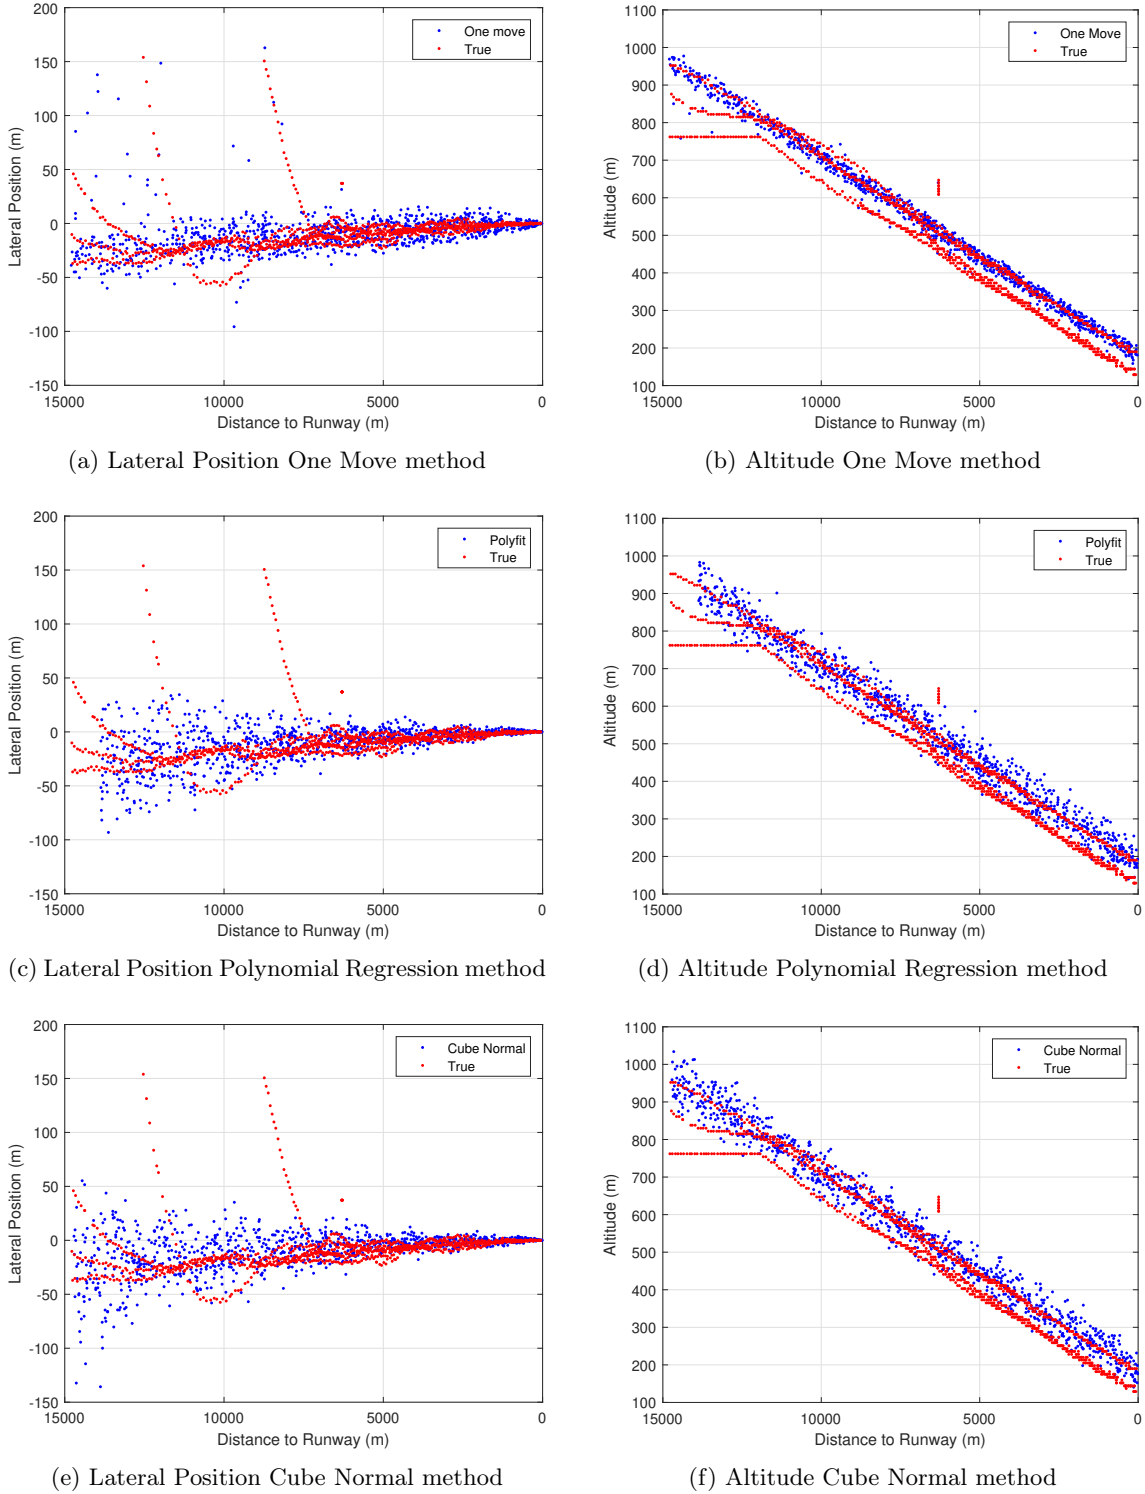 200
150
100
50
0
-50
-100
-150
15000 10000 5000 0
Distance to Runway (m)
Lateral Position (m)
One move
True
(a) Lateral Position One Move method
1100
1000
900
800
700
600
500
400
300
200
100
15000 10000 5000 0
Distance to Runway (m)
Altitude (m)
One Move
True
(b) Altitude One Move method
200
150
100
50
0
-50
-100
-150
15000 10000 5000 0
Distance to Runway (m)
Lateral Position (m)
Polyfit
True
(c) Lateral Position Polynomial Regression method
1100
1000
900
800
700
600
500
400
300
200
100
15000 10000 5000 0
Distance to Runway (m)
Altitude (m)
Polyfit
True
(d) Altitude Polynomial Regression method
200
150
100
50
0
-50
-100
-150
15000 10000 5000 0
Distance to Runway (m)
Lateral Position (m)
Cube Normal
True
(e) Lateral Position Cube Normal method
1100
1000
900
800
700
600
500
400
300
200
100
15000 10000 5000 0
Distance to Runway (m)
Altitude (m)
Cube Normal
True
(f) Altitude Cube Normal method